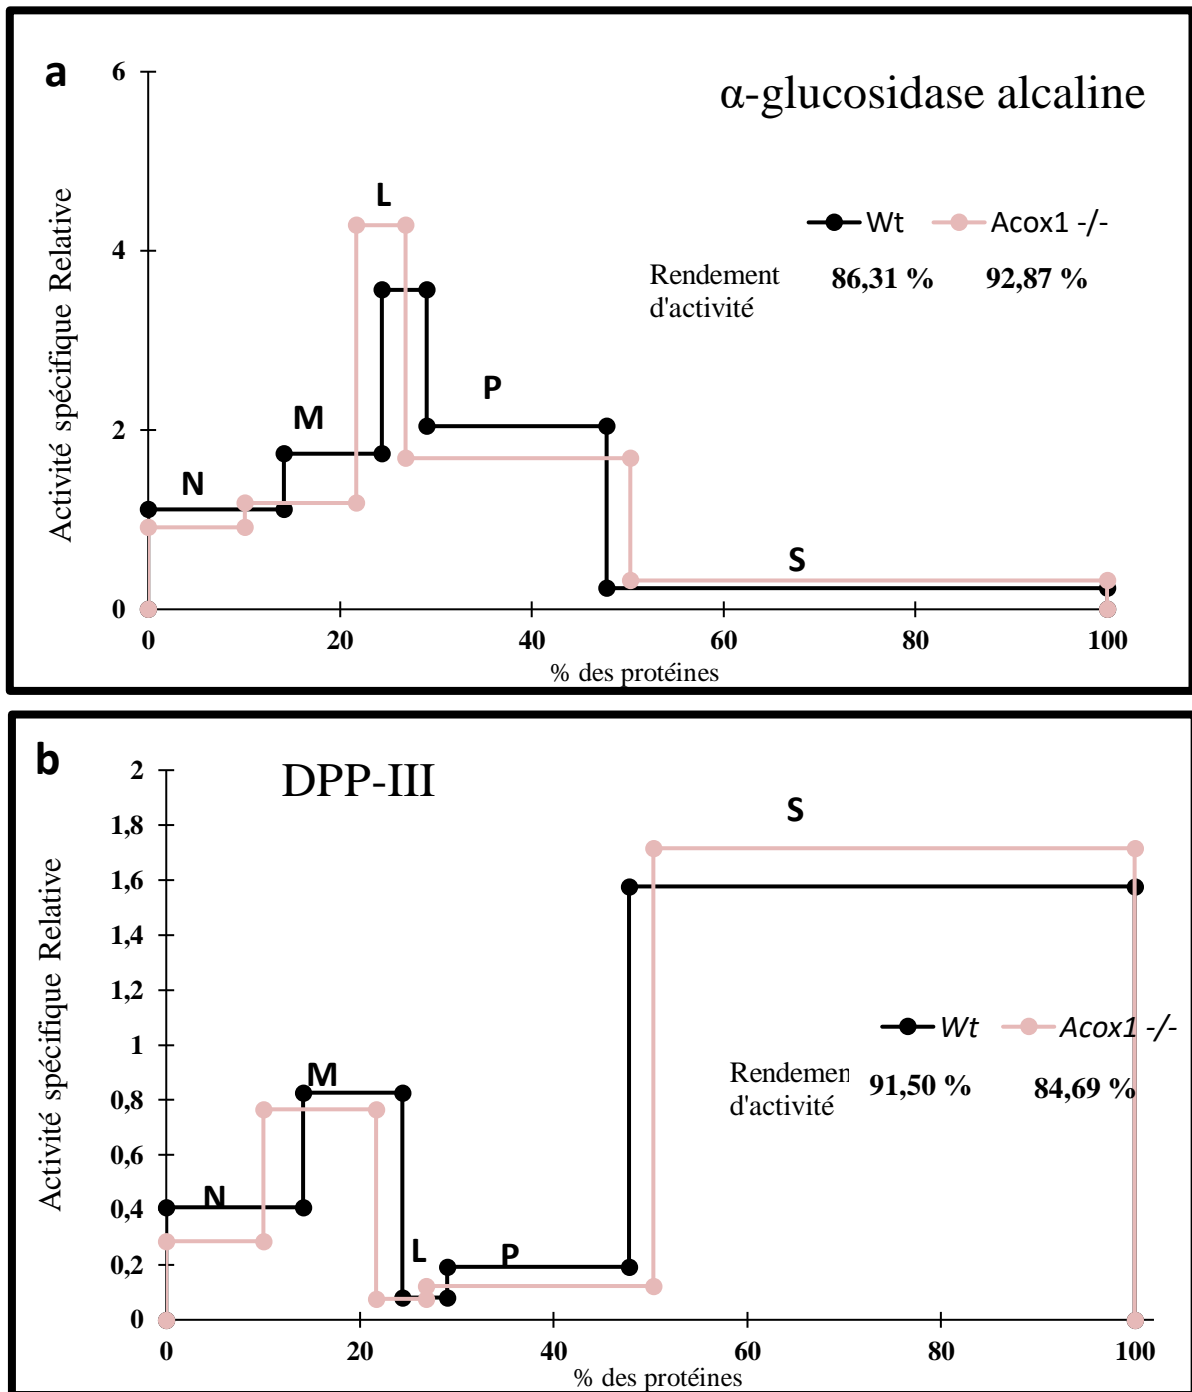 a
α-glucosidase alcaline
Activité spécifique Relative
6
4
2
0
L
M
P
N
S
Wt Acox1 -/-
Rendement d'activité
86,31 % 92,87 %
0 20 40 60 80 100
% des protéines
b
DPP-III
Activité spécifique Relative
2
1,8
1,6
1,4
1,2
1
0,8
0,6
0,4
0,2
0
S
M
N
L
P
Wt Acox1 -/-
Rendemen
d'activité
91,50 % 84,69 %
0 20 40 60 80 100
% des protéines